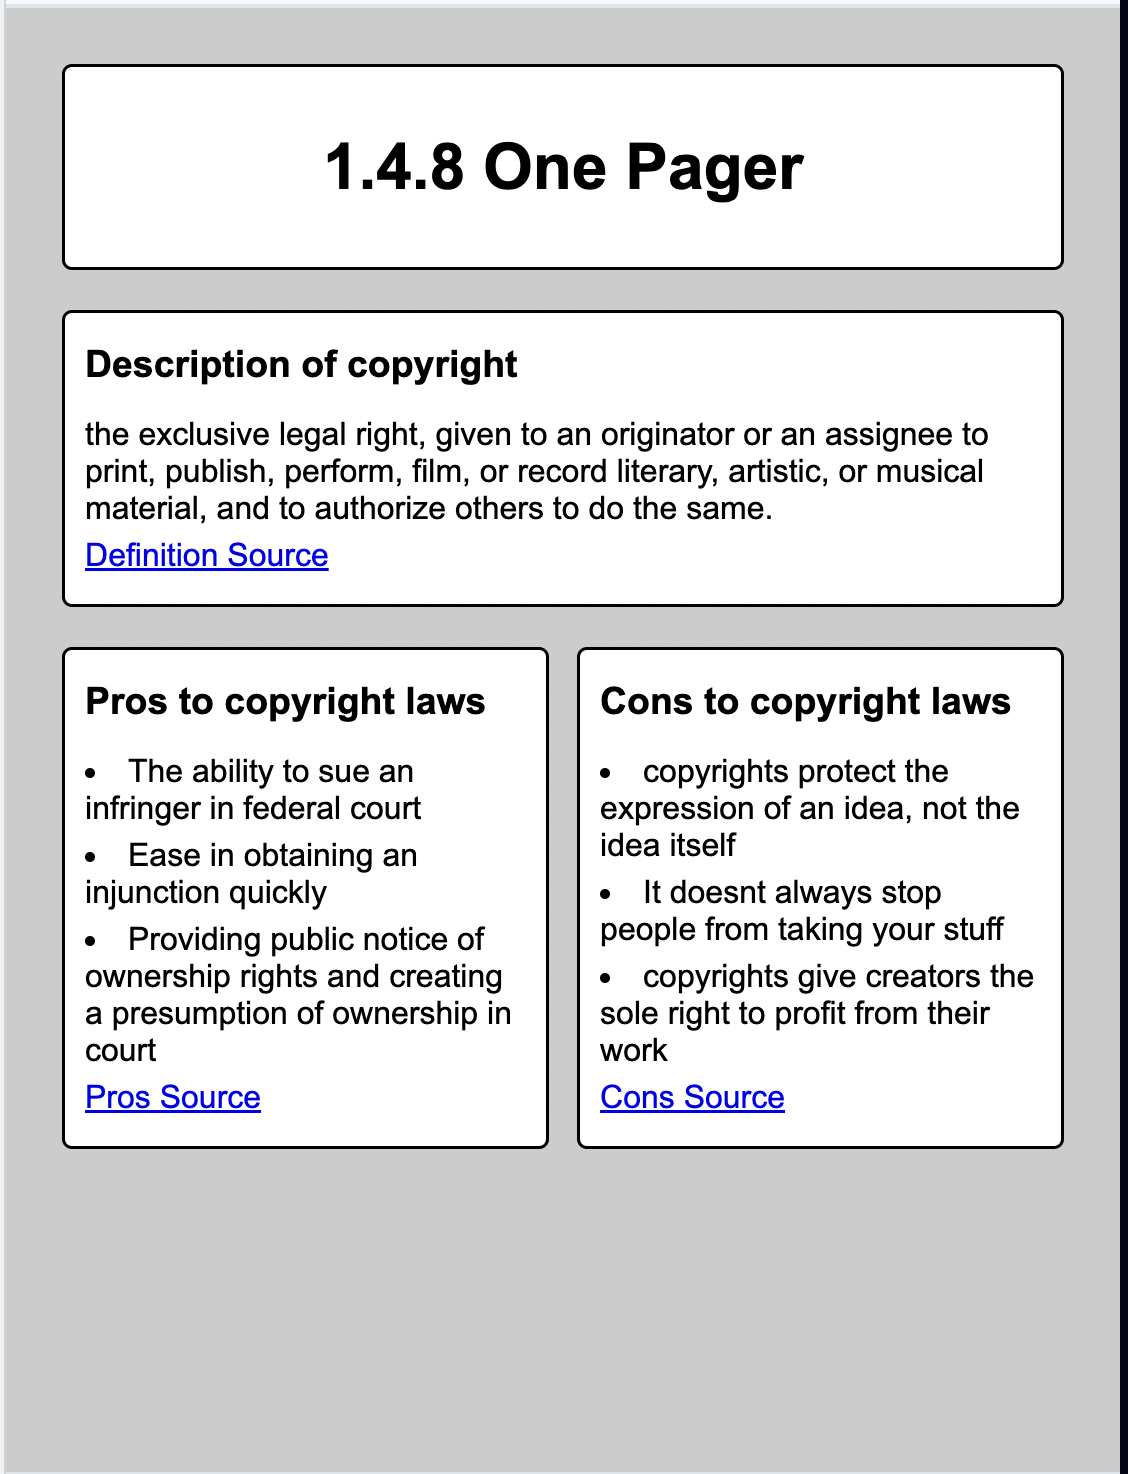 1.4.8 One Pager
Description of copyright
the exclusive legal right, given to an originator or an assignee to
print, publish, perform, film, or record literary, artistic, or musical
material, and to authorize others to do the same.
Definition Source
Pros to copyright laws
• The ability to sue an
infringer in federal court
• Ease in obtaining an
injunction quickly
• Providing public notice of
ownership rights and creating
a presumption of ownership in
court
Pros Source
Cons to copyright laws
• copyrights protect the
expression of an idea, not the
idea itself
• It doesnt always stop
people from taking your stuff
• copyrights give creators the
sole right to profit from their
work
Cons Source